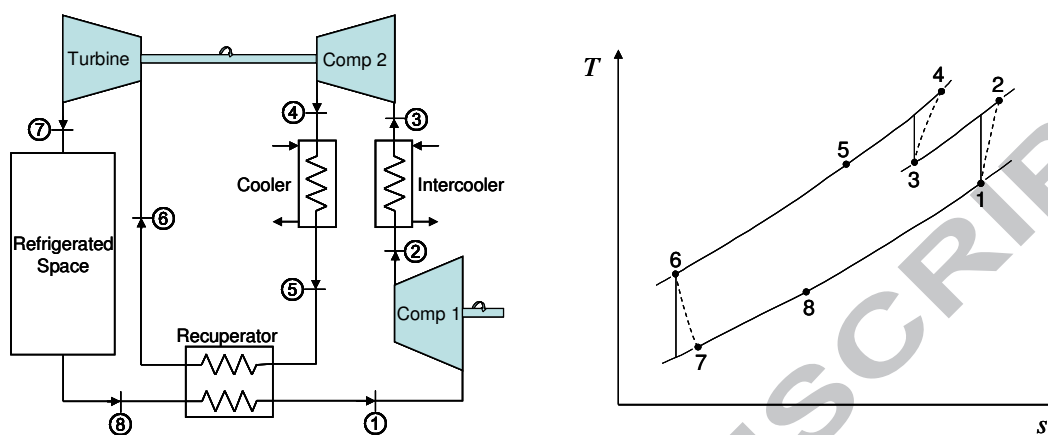 Turbine
Comp 2
④
③
⑦
Cooler
Intercooler
⑥
Refrigerated
Space
②
⑤
Comp 1
Recuperator
⑧
①
T
4
2
5
3
1
6
8
7
s